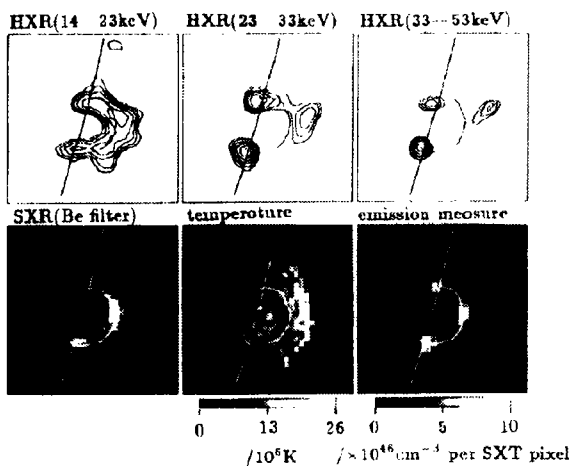 HXR(14 23keV) HXR(23 33keV) HXR(33--53keV)
SXR(Be filter) temperature emission measure
0 13 26 0 5 10
/10⁶K /×10⁴⁶cm⁻³ per SXT pixel